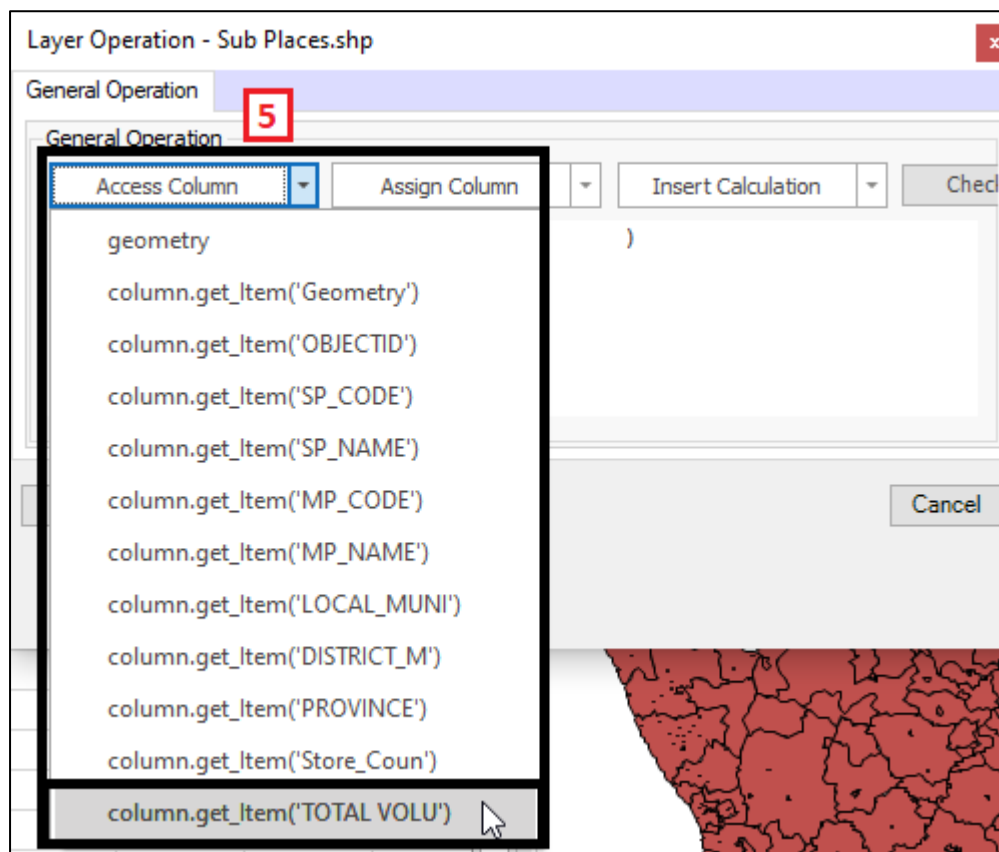 Layer Operation - Sub Places.shp
x
General Operation
5
General Operation
Access Column Assign Column Insert Calculation Chec
)
geometry
column.get_Item('Geometry')
column.get_Item('OBJECTID')
column.get_Item('SP_CODE')
column.get_Item('SP_NAME')
column.get_Item('MP_CODE')
Cancel
column.get_Item('MP_NAME')
column.get_Item('LOCAL_MUNI')
column.get_Item('DISTRICT_M')
column.get_Item('PROVINCE')
column.get_Item('Store_Coun')
column.get_Item('TOTAL VOLU')